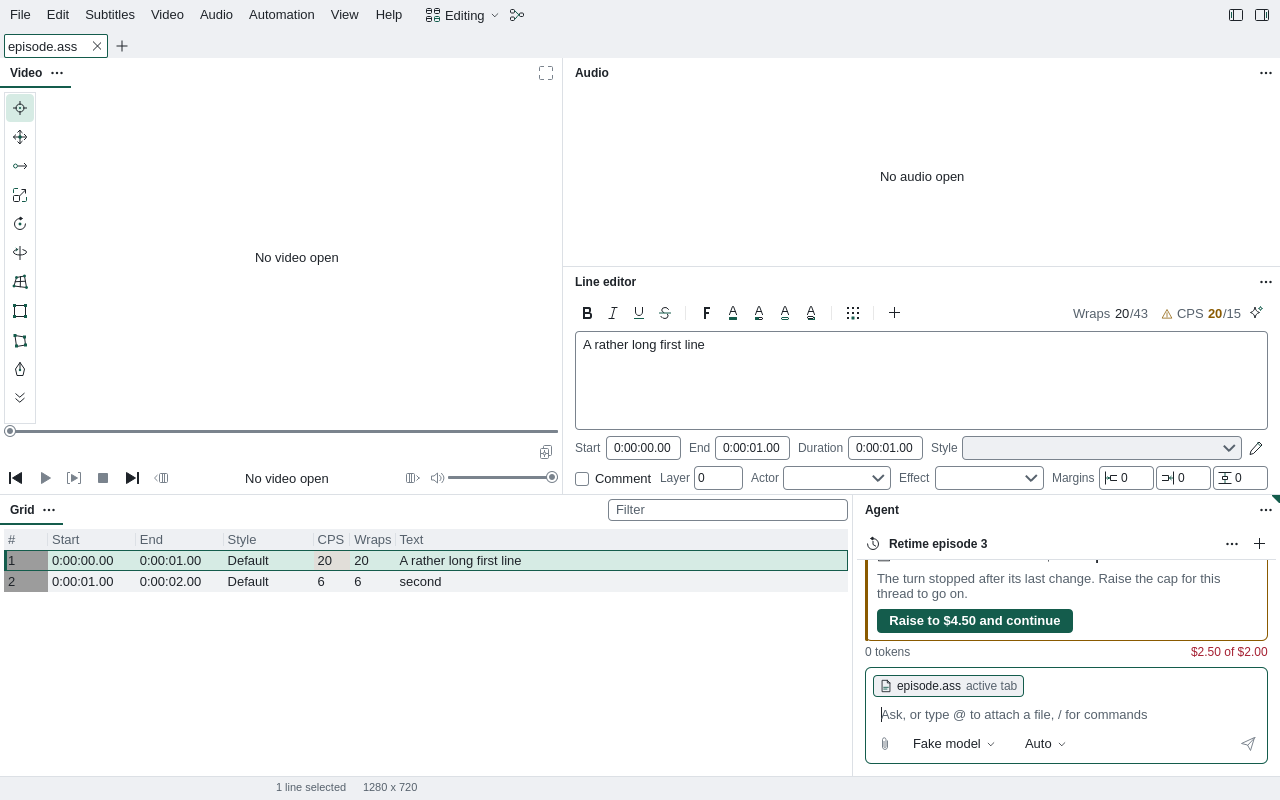 File Edit Subtitles Video Audio Automation View Help Editing
episode.ass
Video
Audio
No video open
No audio open
Line editor
Wraps 20/43 CPS 20/15
A rather long first line
Start 0:00:00.00 End 0:00:01.00 Duration 0:00:01.00 Style
No video open
Comment Layer 0 Actor Effect Margins 0 0 0
Grid
Filter
# Start End Style CPS Wraps Text
1 0:00:00.00 0:00:01.00 Default 20 20 A rather long first line
2 0:00:01.00 0:00:02.00 Default 6 6 second
Agent
Retime episode 3
The turn stopped after its last change. Raise the cap for this
thread to go on.
Raise to $4.50 and continue
0 tokens $2.50 of $2.00
episode.ass active tab
Ask, or type @ to attach a file, / for commands
Fake model Auto
1 line selected 1280 x 720